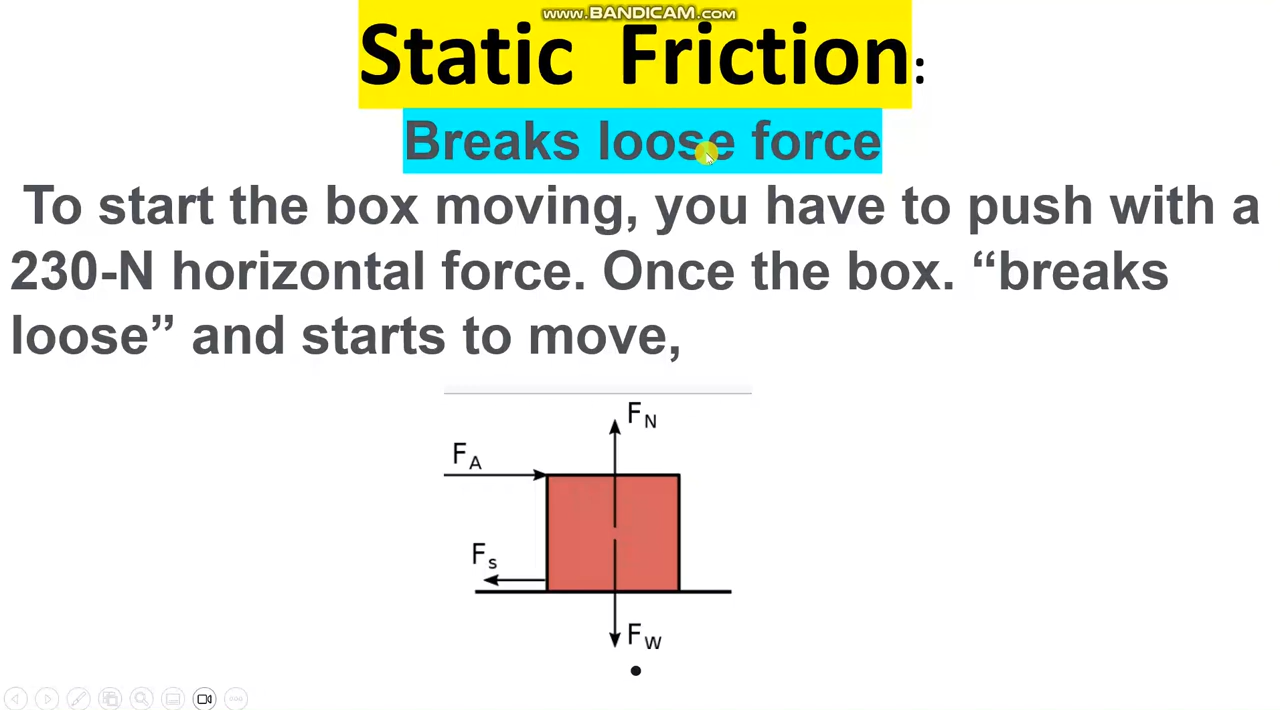 www.BANDICAM.com
Static Friction:
Breaks loose force
To start the box moving, you have to push with a
230-N horizontal force. Once the box. “breaks
loose” and starts to move,
FN
FA
Fs
FW